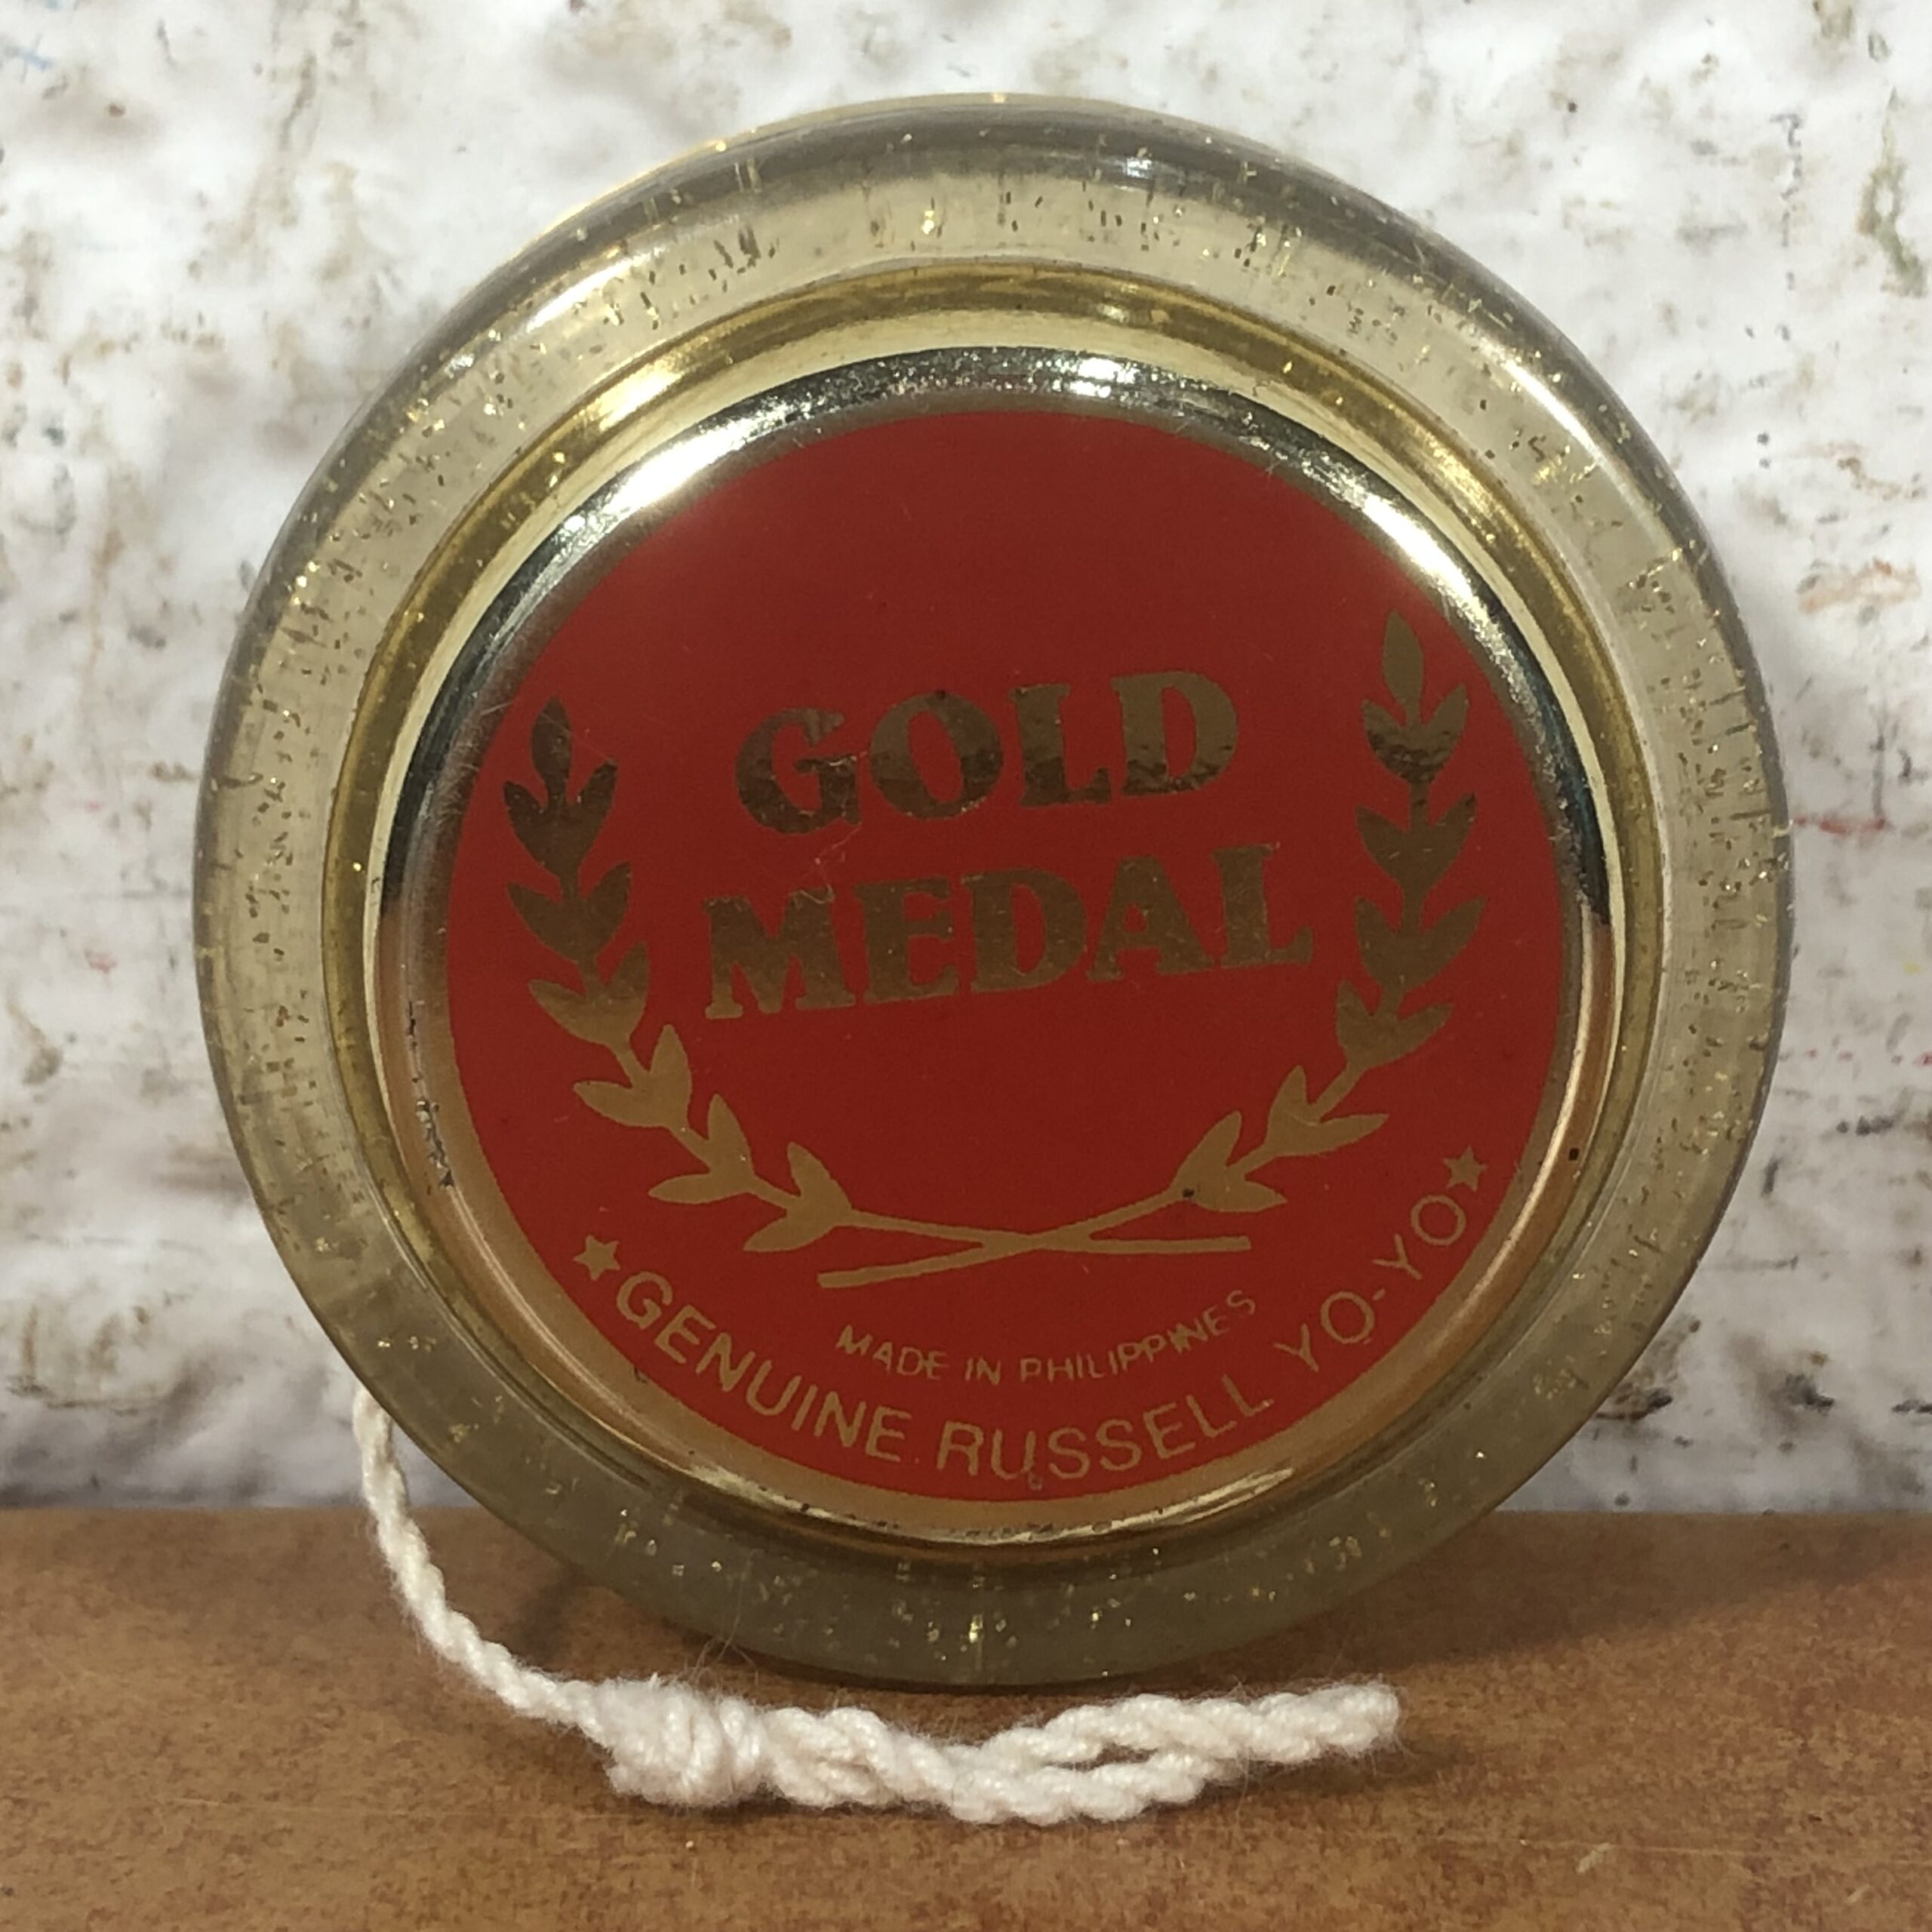 GOLD
MEDAL
MADE IN PHILIPPINES
GENUINE RUSSELL YO-YO